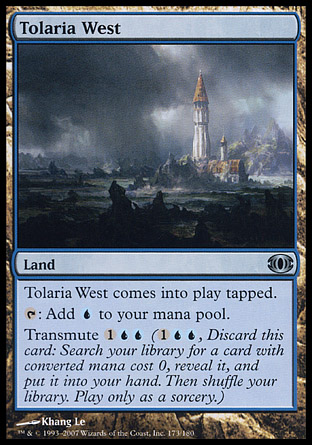 Tolaria West
Land
Tolaria West comes into play tapped.
: Add to your mana pool.
Transmute 1 (1 , Discard this
card: Search your library for a card with
converted mana cost 0, reveal it, and
put it into your hand. Then shuffle your
library. Play only as a sorcery.)
Khang Le
™ & © 1993-2007 Wizards of the Coast, Inc. 173/180